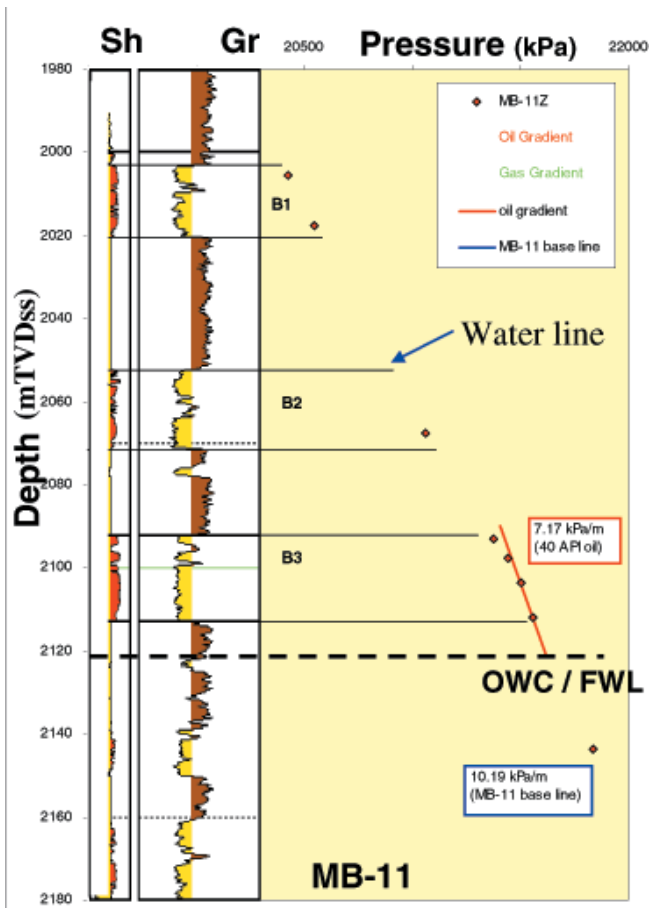 Sh Gr 20500 Pressure (kPa) 22000
1980
MB-11Z
Oil Gradient
Gas Gradient
oil gradient
MB-11 base line
2000
B1
2020
2040
Water line
2060
B2
2080
7.17 kPa/m
(40 API oil)
B3
2100
2120
OWC / FWL
2140
10.19 kPa/m
(MB-11 base line)
2160
MB-11
2180
Depth (mTVDss)